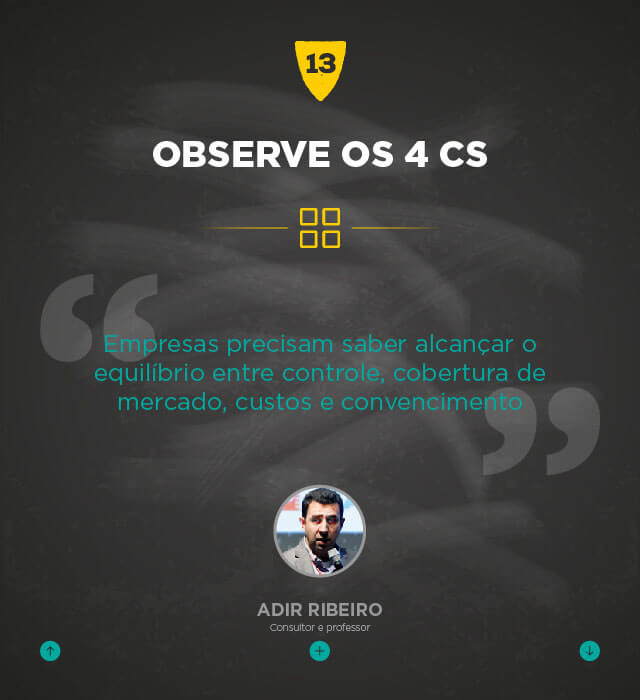 13
OBSERVE OS 4 CS
Empresas precisam saber alcançar o
equilíbrio entre controle, cobertura de
mercado, custos e convencimento
ADIR RIBEIRO
Consultor e professor